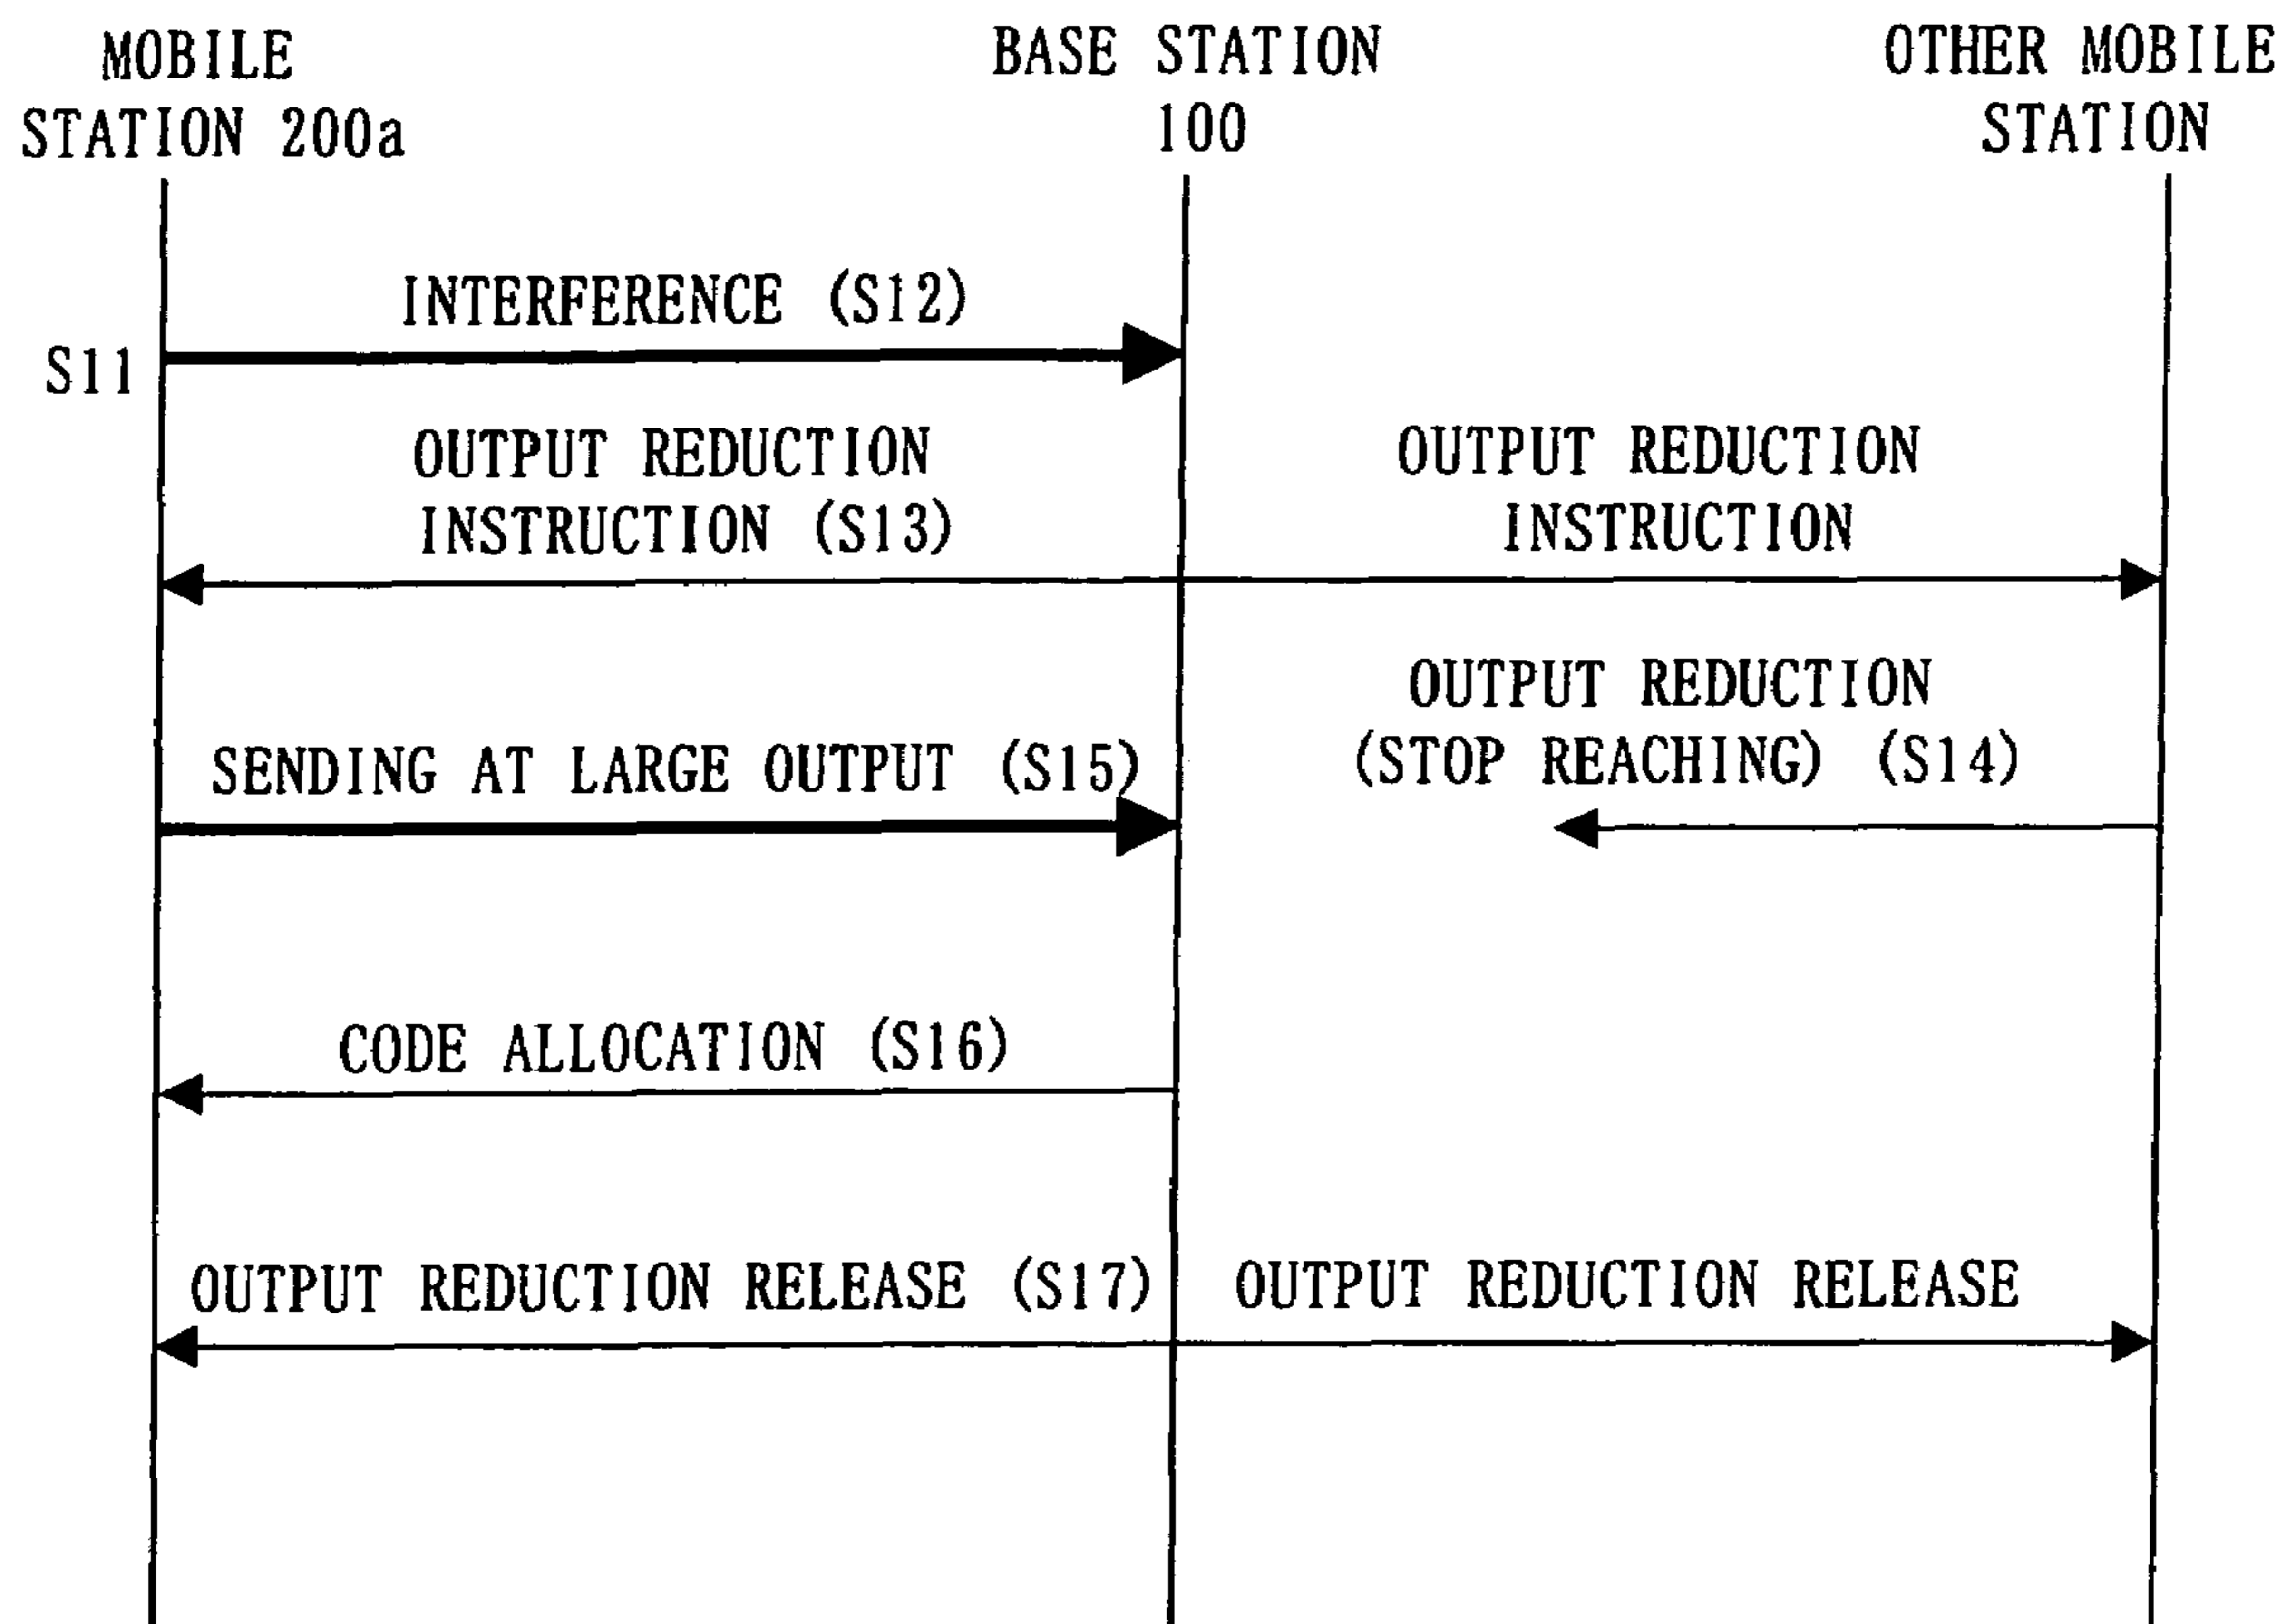 MOBILE
STATION 200a
BASE STATION
100
OTHER MOBILE
STATION
INTERFERENCE (S12)
S11
OUTPUT REDUCTION
INSTRUCTION (S13)
OUTPUT REDUCTION
INSTRUCTION
OUTPUT REDUCTION
(STOP REACHING) (S14)
SENDING AT LARGE OUTPUT (S15)
CODE ALLOCATION (S16)
OUTPUT REDUCTION RELEASE (S17)
OUTPUT REDUCTION RELEASE